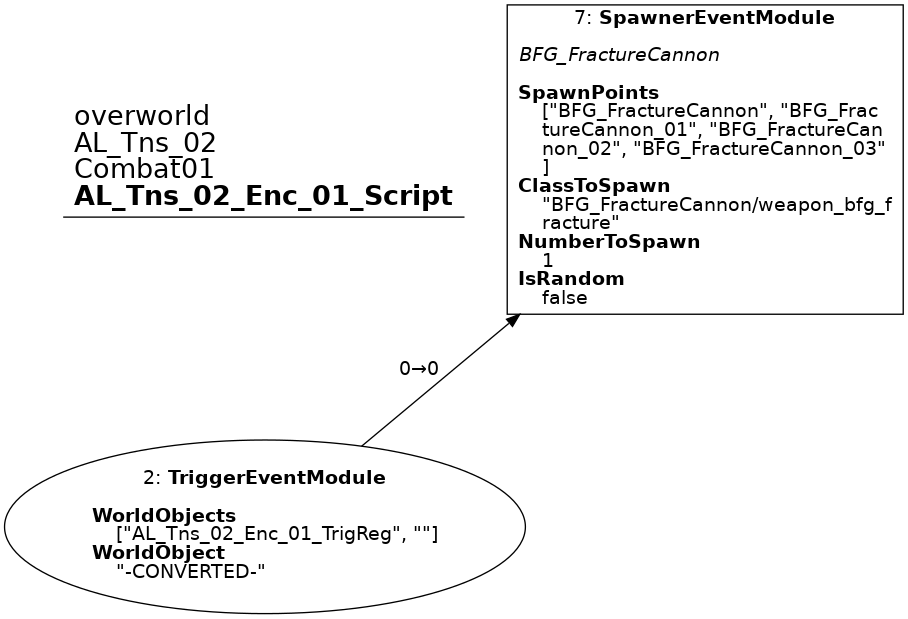 overworld
AL_Tns_02
Combat01
AL_Tns_02_Enc_01_Script
7: SpawnerEventModule
BFG_FractureCannon
SpawnPoints
["BFG_FractureCannon", "BFG_Frac
tureCannon_01", "BFG_FractureCan
non_02", "BFG_FractureCannon_03"
]
ClassToSpawn
"BFG_FractureCannon/weapon_bfg_f
racture"
NumberToSpawn
1
IsRandom
false
0→0
2: TriggerEventModule
WorldObjects
["AL_Tns_02_Enc_01_TrigReg", ""]
WorldObject
"-CONVERTED-"